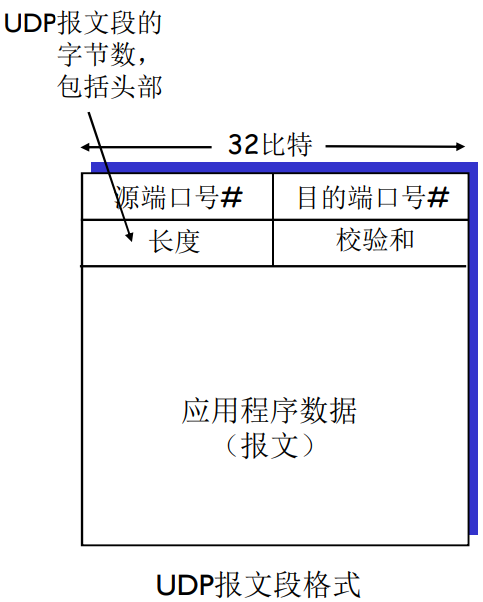 UDP报文段的
字节数，
包括头部
32比特
源端口号# 目的端口号#
长度 校验和
应用程序数据
（报文）
UDP报文段格式